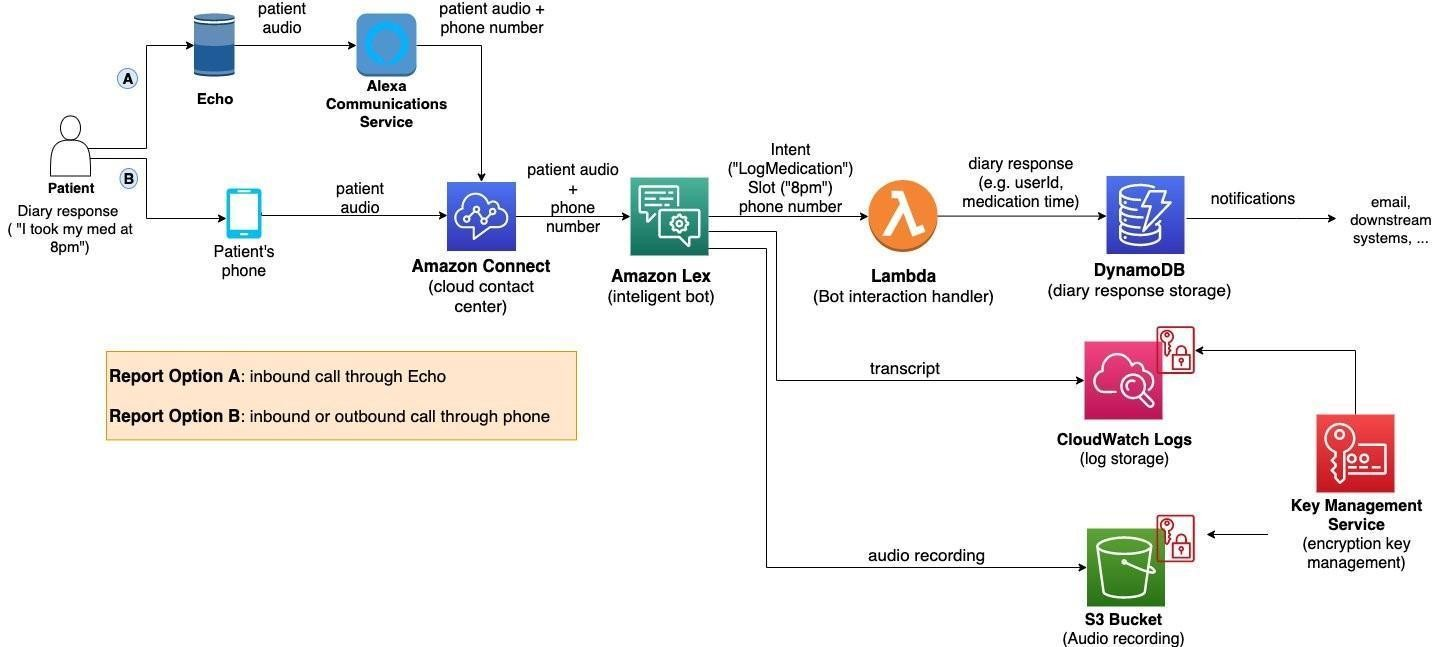 patient
audio
patient audio +
phone number
A
Echo
Alexa
Communications
Service
Patient
Diary response
( "I took my med at
8pm")
B
Patient's
phone
patient
audio
Amazon Connect
(cloud contact
center)
patient audio
+
phone
number
Amazon Lex
(inteligent bot)
Intent
("LogMedication")
Slot ("8pm")
phone number
Lambda
(Bot interaction handler)
diary response
(e.g. userId,
medication time)
DynamoDB
(diary response storage)
notifications
email,
downstream
systems, ...
Report Option A: inbound call through Echo
Report Option B: inbound or outbound call through phone
transcript
CloudWatch Logs
(log storage)
Key Management
Service
(encryption key
management)
audio recording
S3 Bucket
(Audio recording)